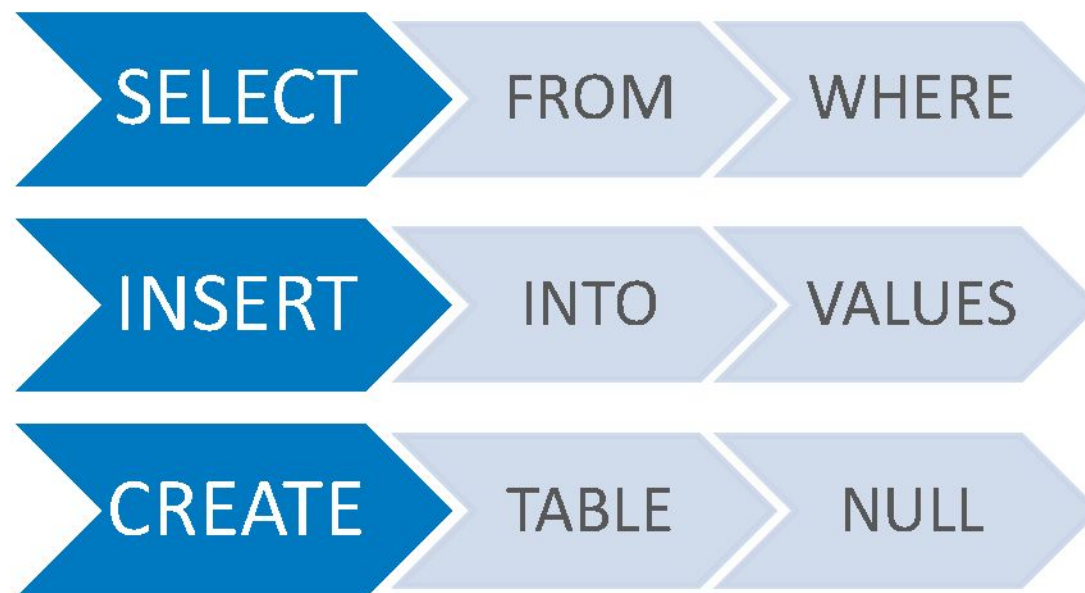 SELECT FROM WHERE
INSERT INTO VALUES
CREATE TABLE NULL